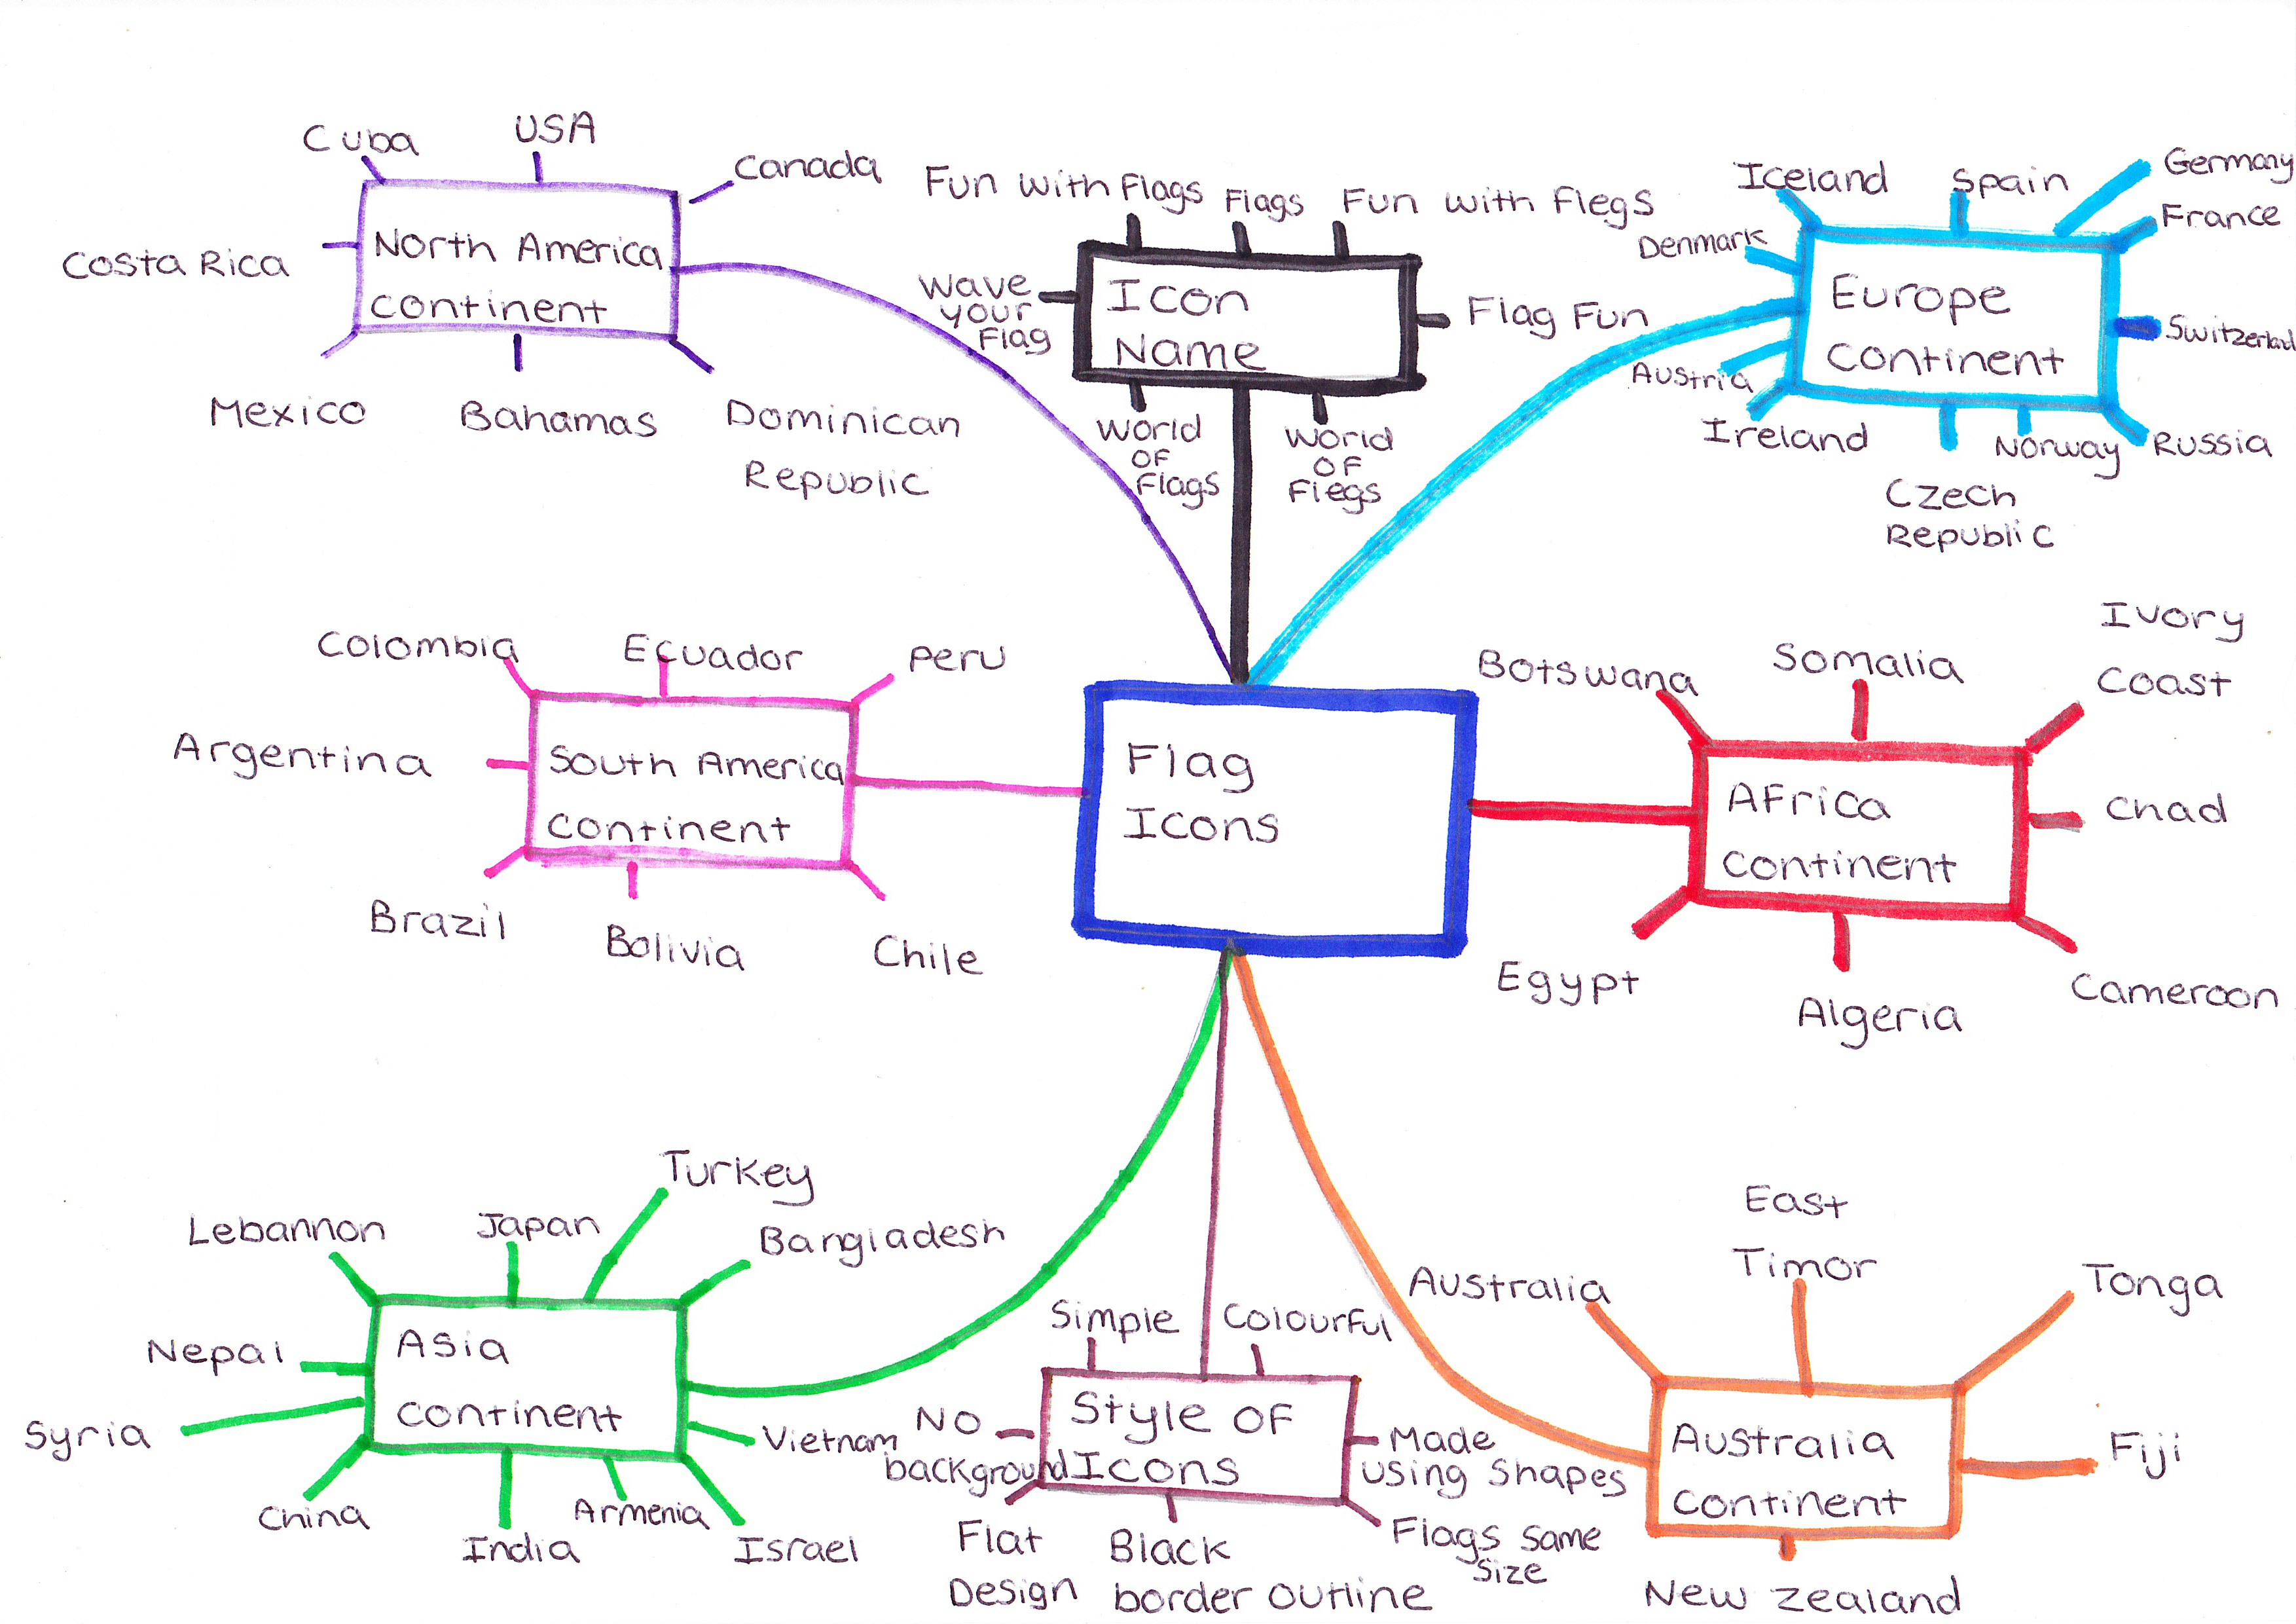 Cuba
USA
Canada
Costa Rica
North America
continent
Mexico
Bahamas
Dominican
Republic
Fun with Flags
Flags
Fun with Flegs
Wave
your
Flag
Icon
Name
Flag Fun
World
OF
Flags
World
OF
Flegs
Iceland
Spain
Germany
France
Denmark
Europe
continent
Switzerland
Austria
Ireland
Czech
Republic
Norway
Russia
Colombia
Ecuador
Peru
Argentina
South America
continent
Brazil
Bolivia
Chile
Flag
Icons
Botswana
Somalia
Ivory
Coast
Africa
continent
Chad
Egypt
Algeria
Cameroon
Lebannon
Japan
Turkey
Bangladesh
Nepal
Asia
continent
Syria
Vietnam
China
India
Armenia
Israel
Simple
Colourful
No
background
Style OF
Icons
Made
using shapes
Flat
Design
Black
border outline
Flags same
size
Australia
East
Timor
Tonga
Australia
continent
Fiji
New Zealand